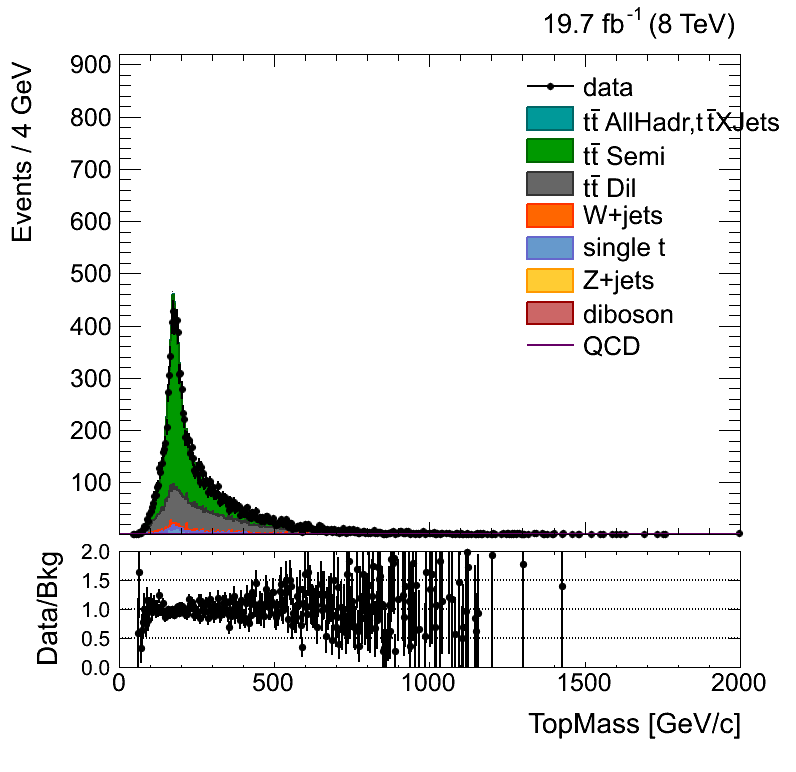 19.7 fb⁻¹ (8 TeV)
Events / 4 GeV
900
800
700
600
500
400
300
200
100
data
tt̄ AllHadr,tt̄XJets
tt̄ Semi
tt̄ Dil
W+jets
single t
Z+jets
diboson
QCD
Data/Bkg
2.0
1.5
1.0
0.5
0.0
0 500 1000 1500 2000
TopMass [GeV/c]